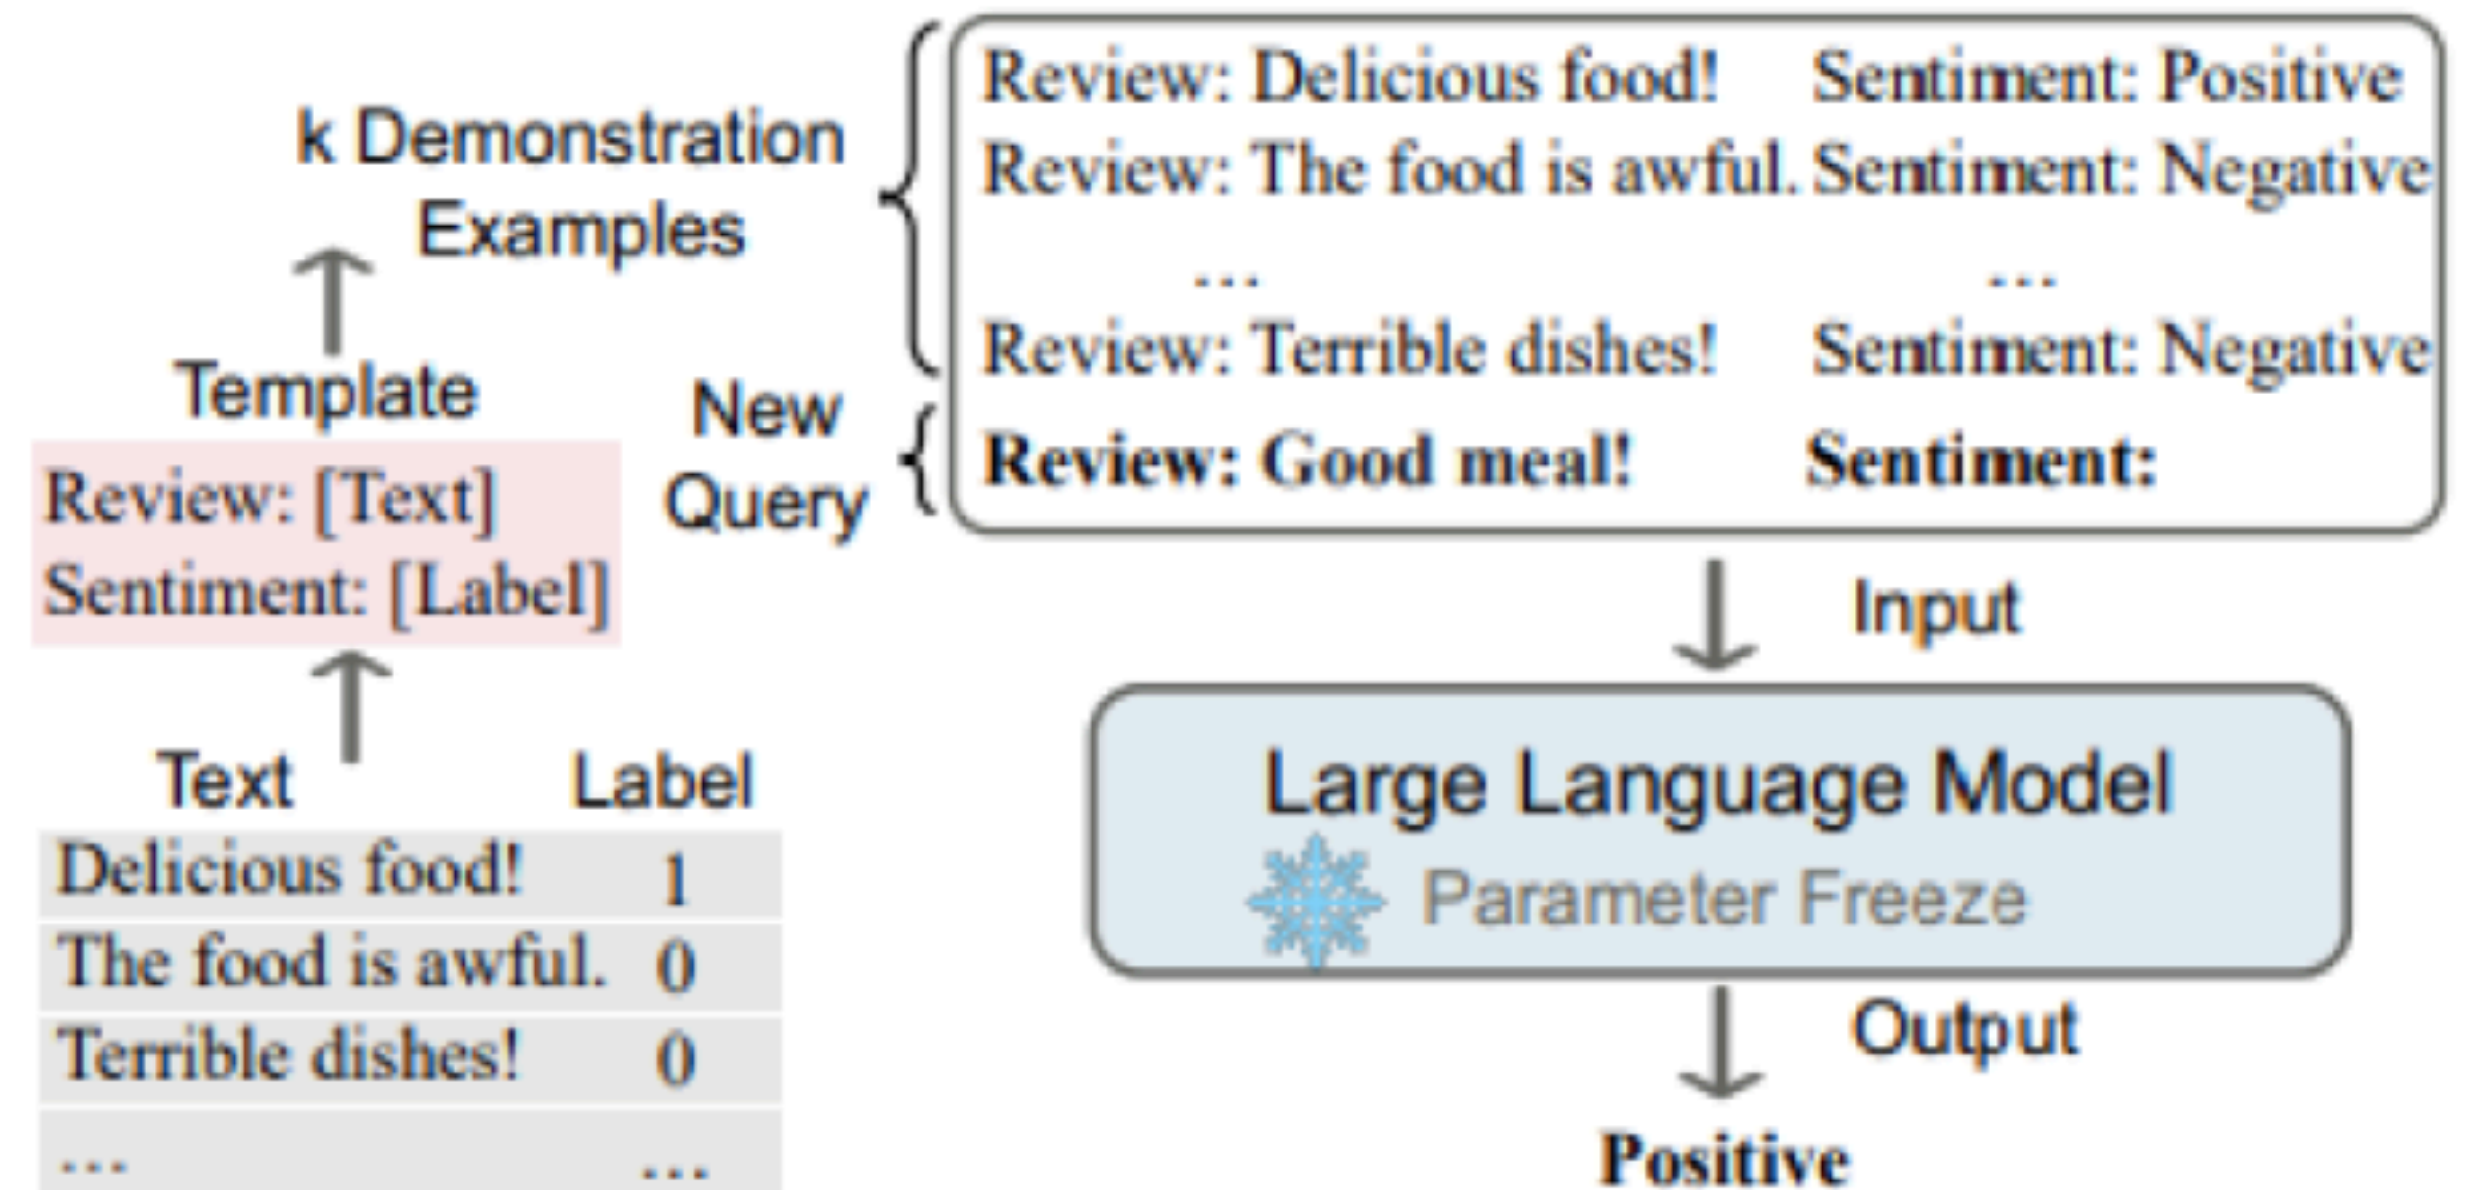 k Demonstration
Examples
Review: Delicious food! Sentiment: Positive
Review: The food is awful. Sentiment: Negative
... ...
Review: Terrible dishes! Sentiment: Negative
New
Query
Review: Good meal! Sentiment:
Template
Review: [Text]
Sentiment: [Label]
Text Label
Delicious food! 1
The food is awful. 0
Terrible dishes! 0
... ...
Input
Large Language Model
Parameter Freeze
Output
Positive